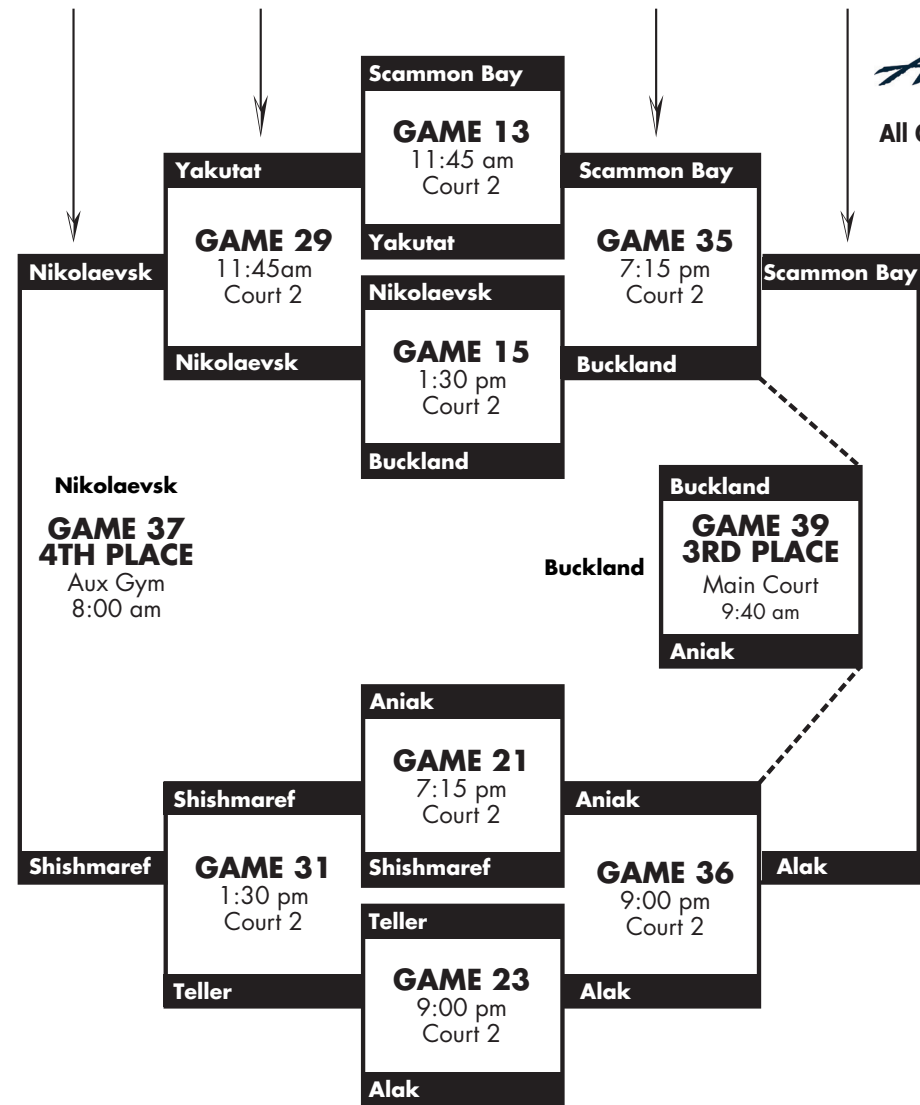 Scammon Bay
GAME 13
11:45 am
Court 2
Yakutat
All
Yakutat
GAME 29
11:45am
Court 2
Nikolaevsk
Scammon Bay
GAME 35
7:15 pm
Court 2
Buckland
Nikolaevsk
Scammon Bay
Nikolaevsk
GAME 15
1:30 pm
Court 2
Buckland
Nikolaevsk
GAME 37
4TH PLACE
Aux Gym
8:00 am
Buckland
Buckland
GAME 39
3RD PLACE
Main Court
9:40 am
Aniak
Aniak
GAME 21
7:15 pm
Court 2
Shishmaref
Shishmaref
GAME 31
1:30 pm
Court 2
Teller
Aniak
GAME 36
9:00 pm
Court 2
Alak
Shishmaref
Alak
Teller
GAME 23
9:00 pm
Court 2
Alak